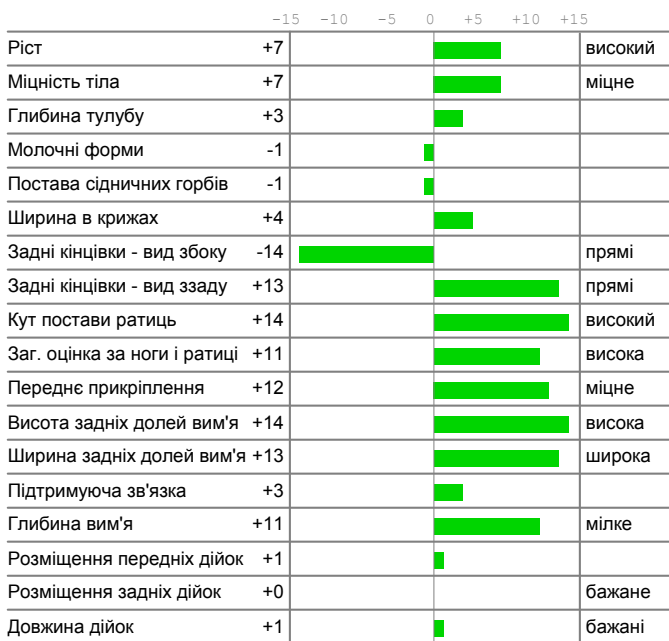 -15 -10 -5 0 +5 +10 +15
Ріст +7 високий
Міцність тіла +7 міцне
Глибина тулубу +3
Молочні форми -1
Постава сідничних горбів -1
Ширина в крижах +4
Задні кінцівки - вид збоку -14 прямі
Задні кінцівки - вид ззаду +13 прямі
Кут постави ратиць +14 високий
Заг. оцінка за ноги і ратиці +11 висока
Переднє прикріплення +12 міцне
Висота задніх долей вим'я +14 висока
Ширина задніх долей вим'я +13 широка
Підтримуюча зв'язка +3
Глибина вим'я +11 мілке
Розміщення передніх дійок +1
Розміщення задніх дійок +0 бажане
Довжина дійок +1 бажані